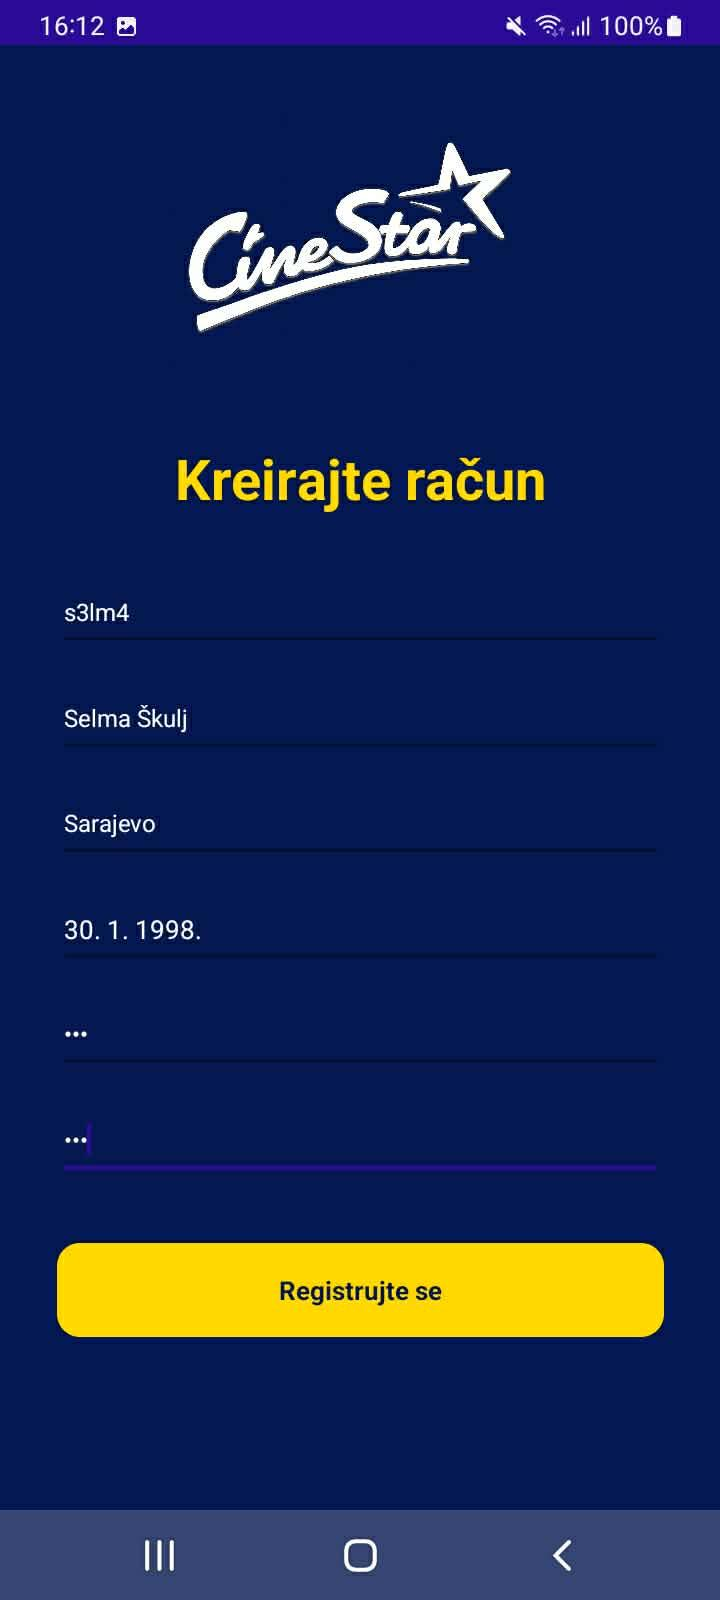 16:12
100%
CineStar
Kreirajte račun
s3lm4
Selma Škulj
Sarajevo
30. 1. 1998.
•••
•••
Registrujte se